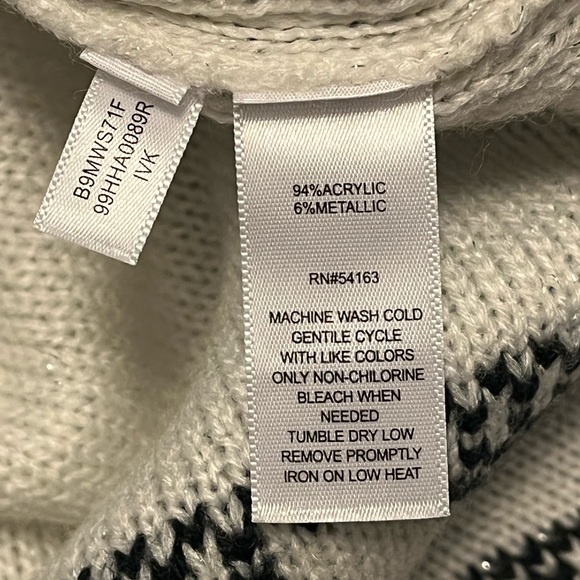 B9MWS71F
99HHA0089R
IVK
94%ACRYLIC
6%METALLIC
RN#54163
MACHINE WASH COLD
GENTILE CYCLE
WITH LIKE COLORS
ONLY NON-CHILORINE
BLEACH WHEN
NEEDED
TUMBLE DRY LOW
REMOVE PROMPTLY
IRON ON LOW HEAT